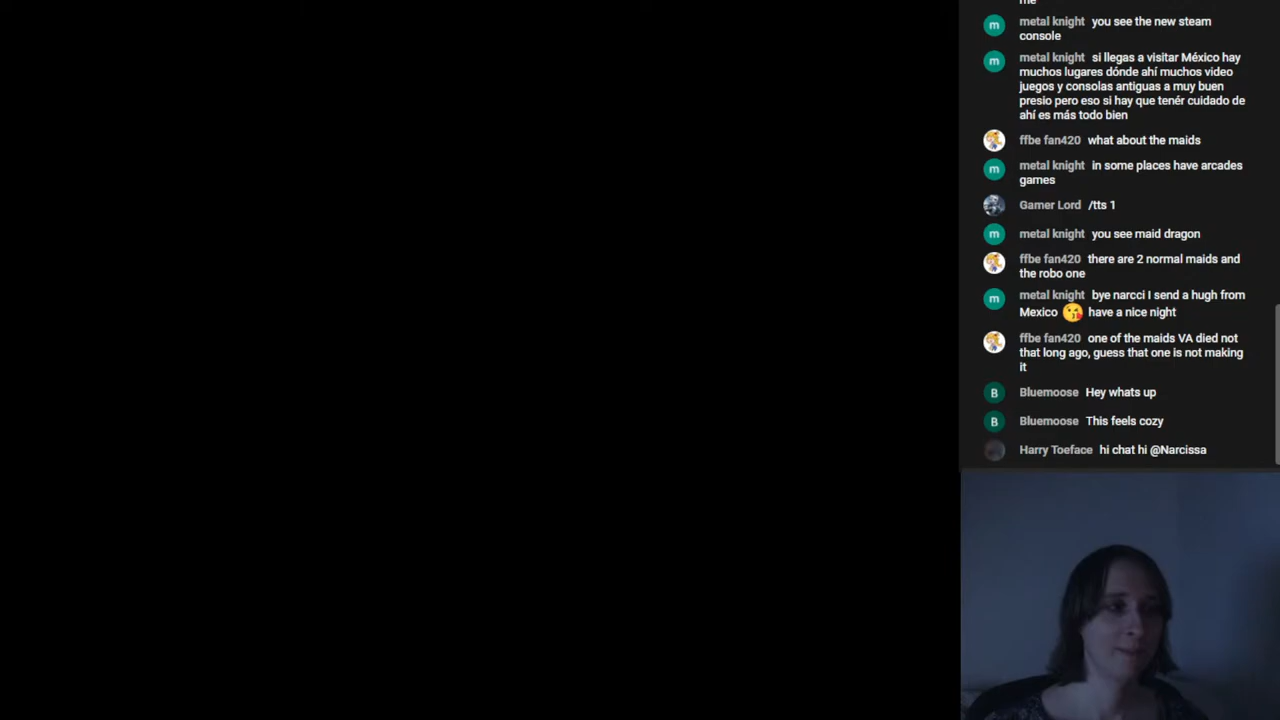 me
metal knight you see the new steam
console
metal knight si llegas a visitar México hay
muchos lugares dónde ahí muchos video
juegos y consolas antiguas a muy buen
presio pero eso si hay que tenér cuidado de
ahí es más todo bien
ffbe fan420 what about the maids
metal knight in some places have arcades
games
Gamer Lord /tts 1
metal knight you see maid dragon
ffbe fan420 there are 2 normal maids and
the robo one
metal knight bye narcci I send a hugh from
Mexico 😘 have a nice night
ffbe fan420 one of the maids VA died not
that long ago, guess that one is not making
it
B Bluemoose Hey whats up
B Bluemoose This feels cozy
Harry Toeface hi chat hi @Narcissa